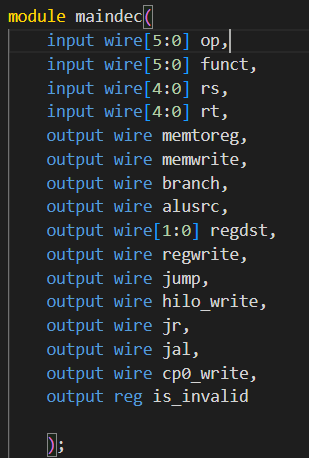 module maindec(
input wire[5:0] op,
input wire[5:0] funct,
input wire[4:0] rs,
input wire[4:0] rt,
output wire memtoreg,
output wire memwrite,
output wire branch,
output wire alusrc,
output wire[1:0] regdst,
output wire regwrite,
output wire jump,
output wire hilo_write,
output wire jr,
output wire jal,
output wire cp0_write,
output reg is_invalid
);